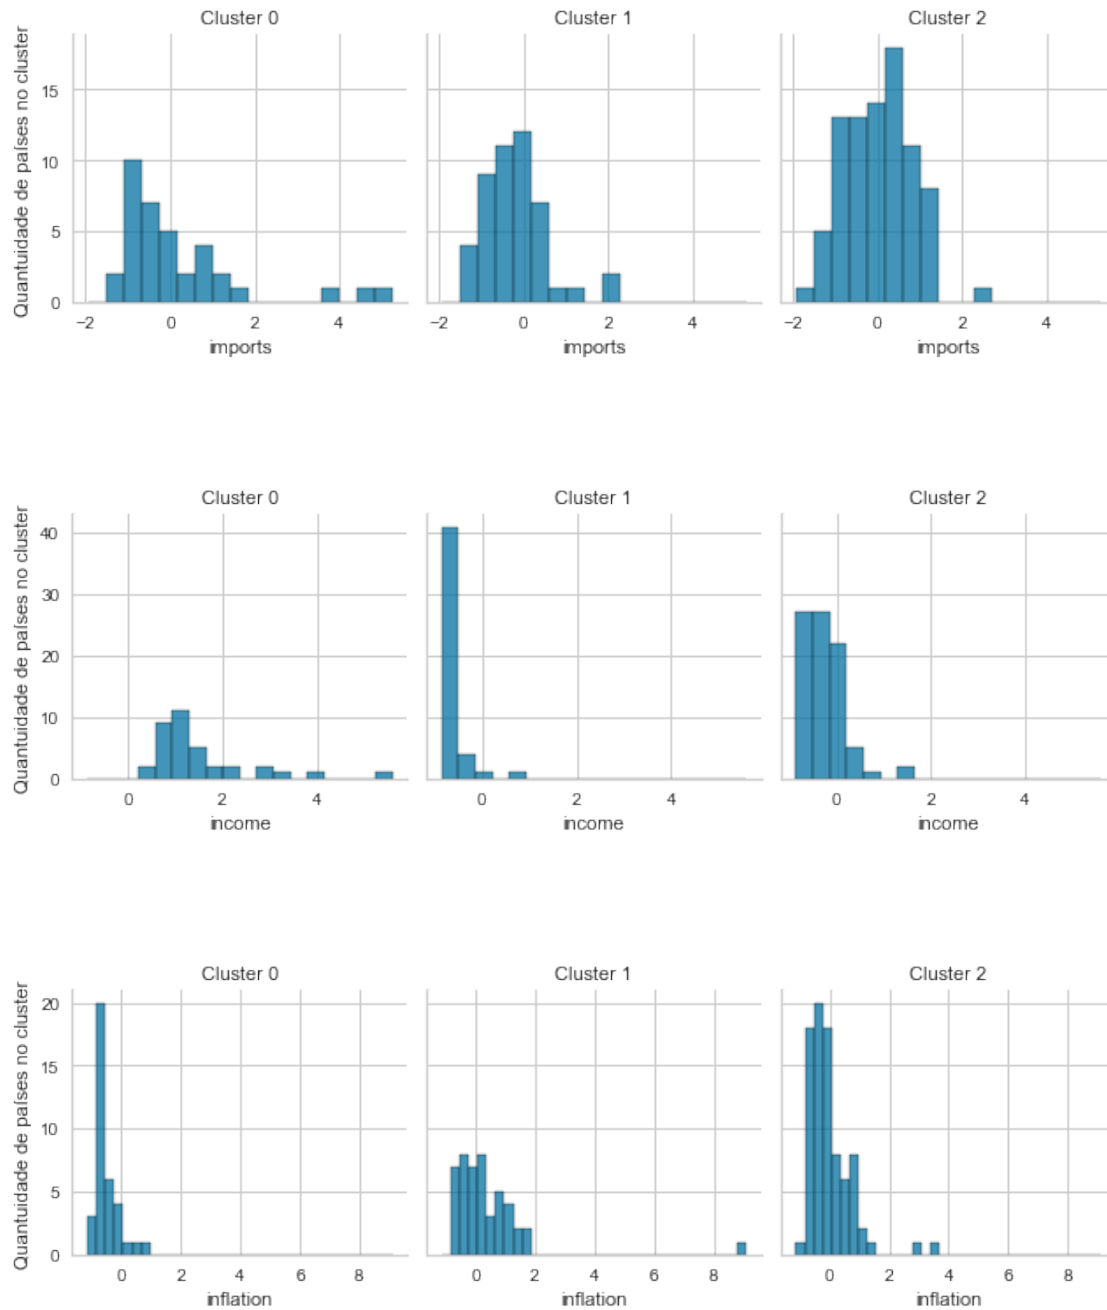 Cluster 0 Cluster 1 Cluster 2
Quantuidade de países no cluster
15
10
5
0
−2 0 2 4 −2 0 2 4 −2 0 2 4
imports imports imports
Cluster 0 Cluster 1 Cluster 2
Quantuidade de países no cluster
40
30
20
10
0
0 2 4 0 2 4 0 2 4
income income income
Cluster 0 Cluster 1 Cluster 2
Quantuidade de países no cluster
20
15
10
5
0
0 2 4 6 8 0 2 4 6 8 0 2 4 6 8
inflation inflation inflation